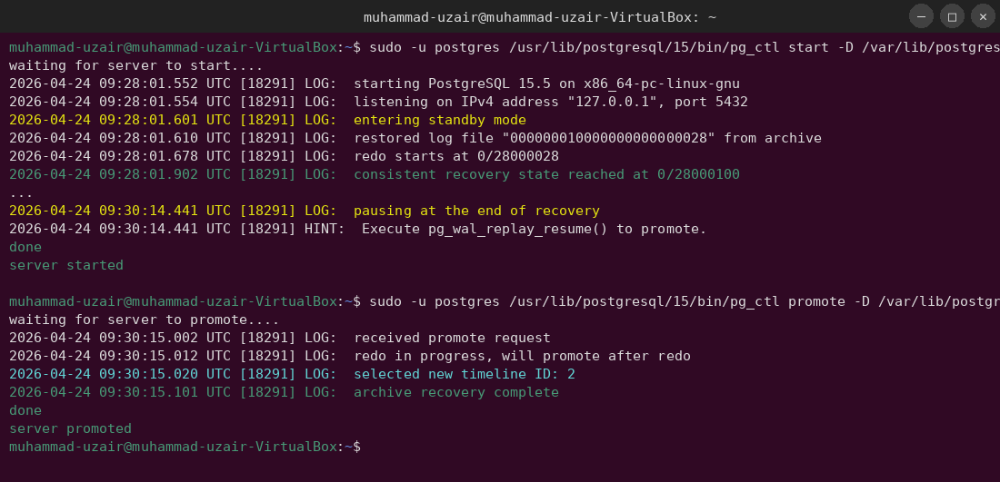 muhammad-uzair@muhammad-uzair-VirtualBox: ~
muhammad-uzair@muhammad-uzair-VirtualBox:~$ sudo -u postgres /usr/lib/postgresql/15/bin/pg_ctl start -D /var/lib/postgres
waiting for server to start....
2026-04-24 09:28:01.552 UTC [18291] LOG:  starting PostgreSQL 15.5 on x86_64-pc-linux-gnu
2026-04-24 09:28:01.554 UTC [18291] LOG:  listening on IPv4 address "127.0.0.1", port 5432
2026-04-24 09:28:01.601 UTC [18291] LOG:  entering standby mode
2026-04-24 09:28:01.610 UTC [18291] LOG:  restored log file "000000010000000000000028" from archive
2026-04-24 09:28:01.678 UTC [18291] LOG:  redo starts at 0/28000028
2026-04-24 09:28:01.902 UTC [18291] LOG:  consistent recovery state reached at 0/28000100
...
2026-04-24 09:30:14.441 UTC [18291] LOG:  pausing at the end of recovery
2026-04-24 09:30:14.441 UTC [18291] HINT:  Execute pg_wal_replay_resume() to promote.
done
server started
muhammad-uzair@muhammad-uzair-VirtualBox:~$ sudo -u postgres /usr/lib/postgresql/15/bin/pg_ctl promote -D /var/lib/postgr
waiting for server to promote....
2026-04-24 09:30:15.002 UTC [18291] LOG:  received promote request
2026-04-24 09:30:15.012 UTC [18291] LOG:  redo in progress, will promote after redo
2026-04-24 09:30:15.020 UTC [18291] LOG:  selected new timeline ID: 2
2026-04-24 09:30:15.101 UTC [18291] LOG:  archive recovery complete
done
server promoted
muhammad-uzair@muhammad-uzair-VirtualBox:~$